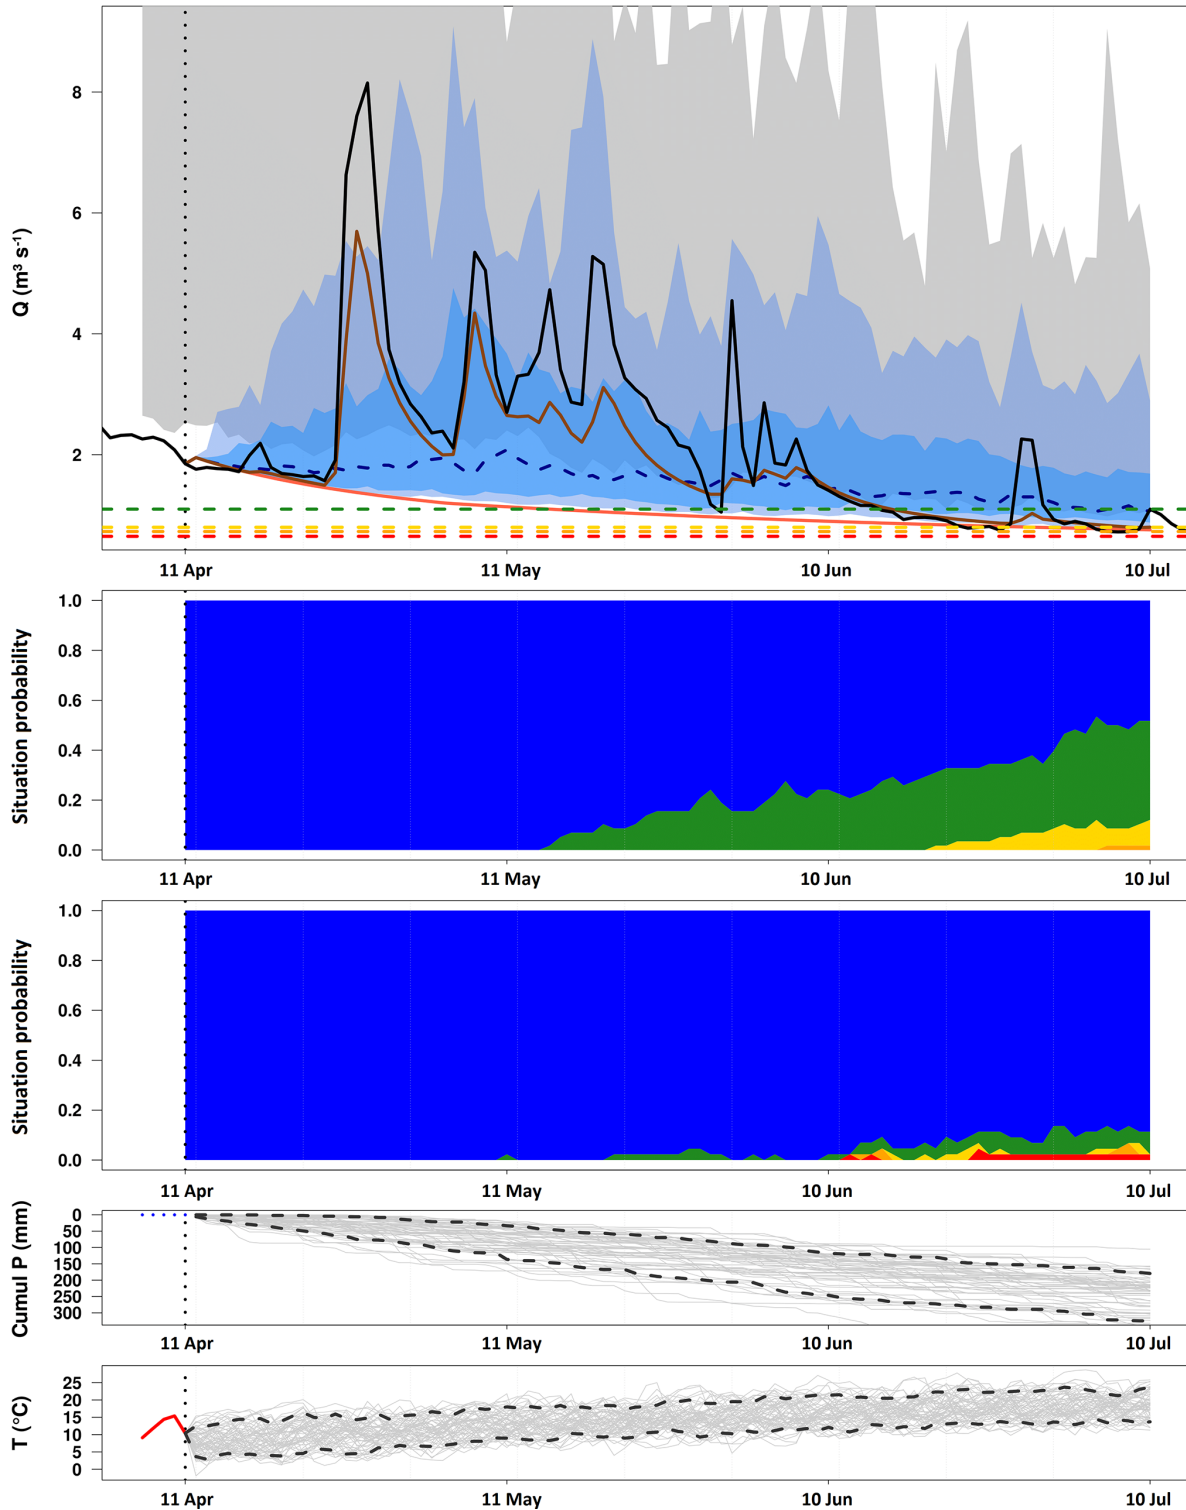 Q (m³ s⁻¹)
8
6
4
2
11 Apr 11 May 10 Jun 10 Jul
Situation probability
1.0
0.8
0.6
0.4
0.2
0.0
11 Apr 11 May 10 Jun 10 Jul
Situation probability
1.0
0.8
0.6
0.4
0.2
0.0
11 Apr 11 May 10 Jun 10 Jul
Cumul P (mm)
0
50
100
150
200
250
300
11 Apr 11 May 10 Jun 10 Jul
T (°C)
25
20
15
10
5
0
11 Apr 11 May 10 Jun 10 Jul